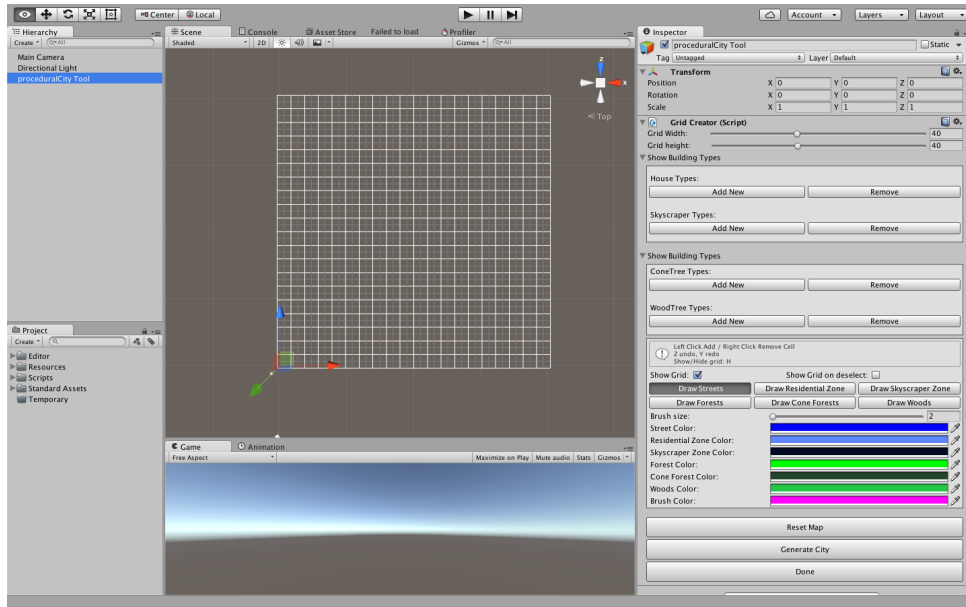 Center Local Account Layers Layout
Hierarchy
Create All
Main Camera
Directional Light
proceduralCity Tool
Scene Console Asset Store Failed to load Profiler
Shaded 2D Gizmos All
z
x
Top
Project
Create
Editor
Resources
Scripts
Standard Assets
Temporary
Game Animation
Free Aspect Maximize on Play Mute audio Stats Gizmos
Inspector
proceduralCity Tool Static
Tag Untagged Layer Default
Transform
Position X 0 Y 0 Z 0
Rotation X 0 Y 0 Z 0
Scale X 1 Y 1 Z 1
Grid Creator (Script)
Grid Width: 40
Grid height: 40
Show Building Types
House Types:
Add New Remove
Skyscraper Types:
Add New Remove
Show Building Types
ConeTree Types:
Add New Remove
WoodTree Types:
Add New Remove
Left Click Add / Right Click Remove Cell
Z undo, Y redo
Show/Hide grid: H
Show Grid: Show Grid on deselect:
Draw Streets Draw Residential Zone Draw Skyscraper Zone
Draw Forests Draw Cone Forests Draw Woods
Brush size: 2
Street Color:
Residential Zone Color:
Skyscraper Zone Color:
Forest Color:
Cone Forest Color:
Woods Color:
Brush Color:
Reset Map
Generate City
Done